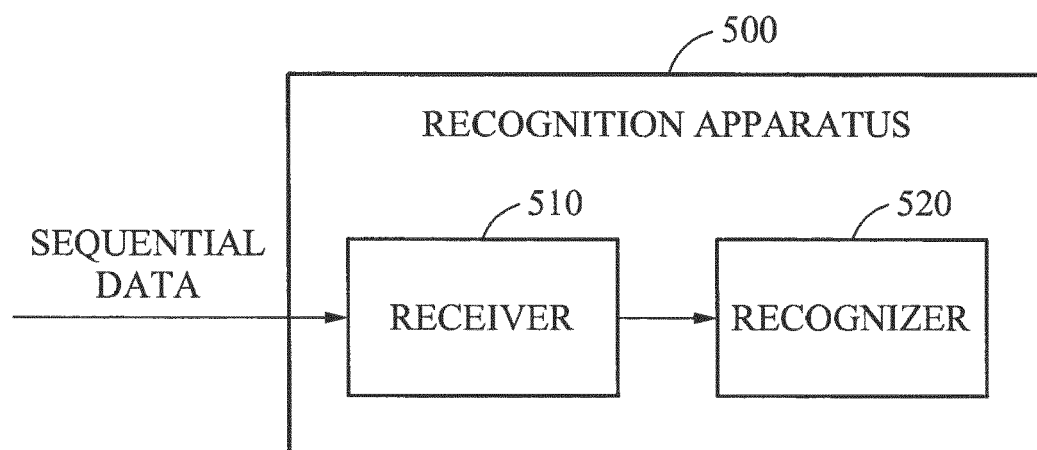 500
RECOGNITION APPARATUS
510
520
SEQUENTIAL
DATA
RECEIVER
RECOGNIZER